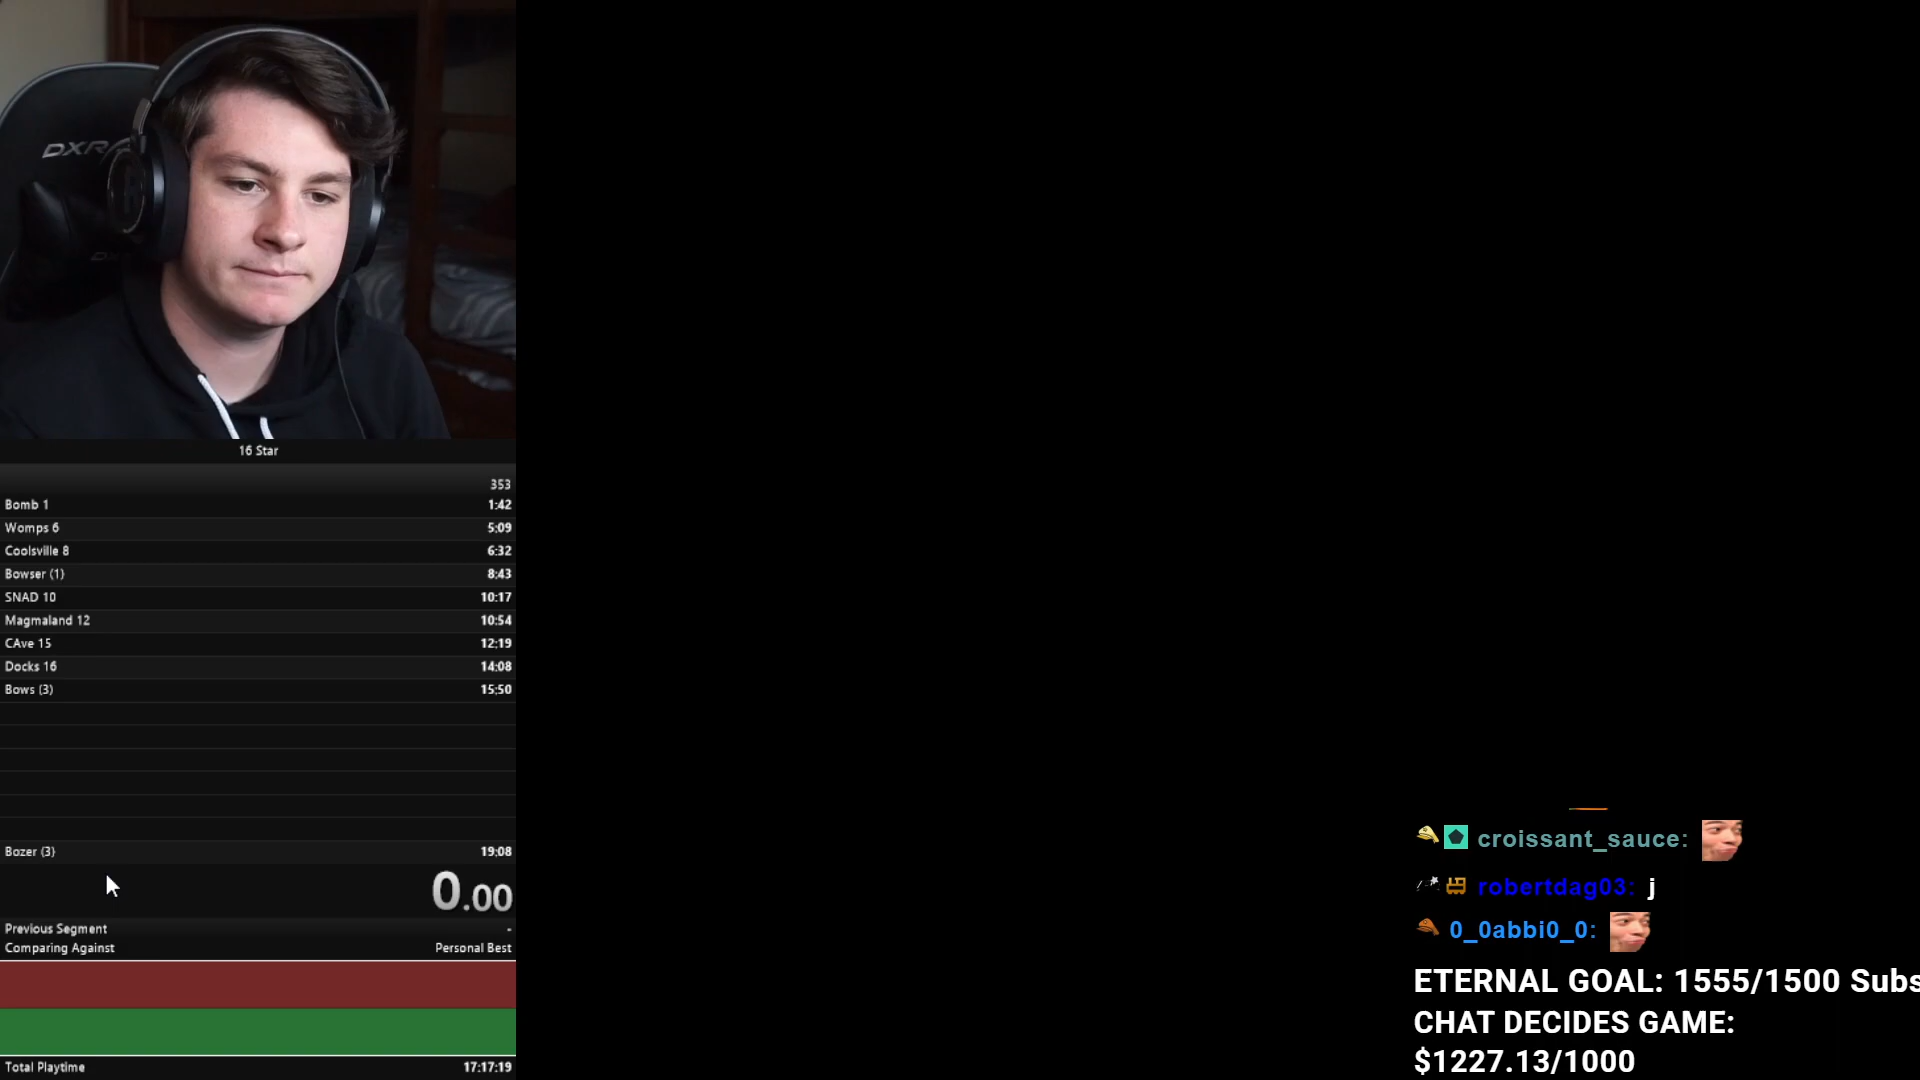 DXR
16 Star
353
Bomb 1 1:42
Womps 6 5:09
Coolsville 8 6:32
Bowser (1) 8:43
SNAD 10 10:17
Magmaland 12 10:54
CAve 15 12:19
Docks 16 14:08
Bows (3) 15:50
Bozer (3) 19:08
0.00
Previous Segment -
Comparing Against Personal Best
Total Playtime 17:17:19
croissant_sauce:
robertdag03: j
0_0abbi0_0:
ETERNAL GOAL: 1555/1500 Subs
CHAT DECIDES GAME:
$1227.13/1000